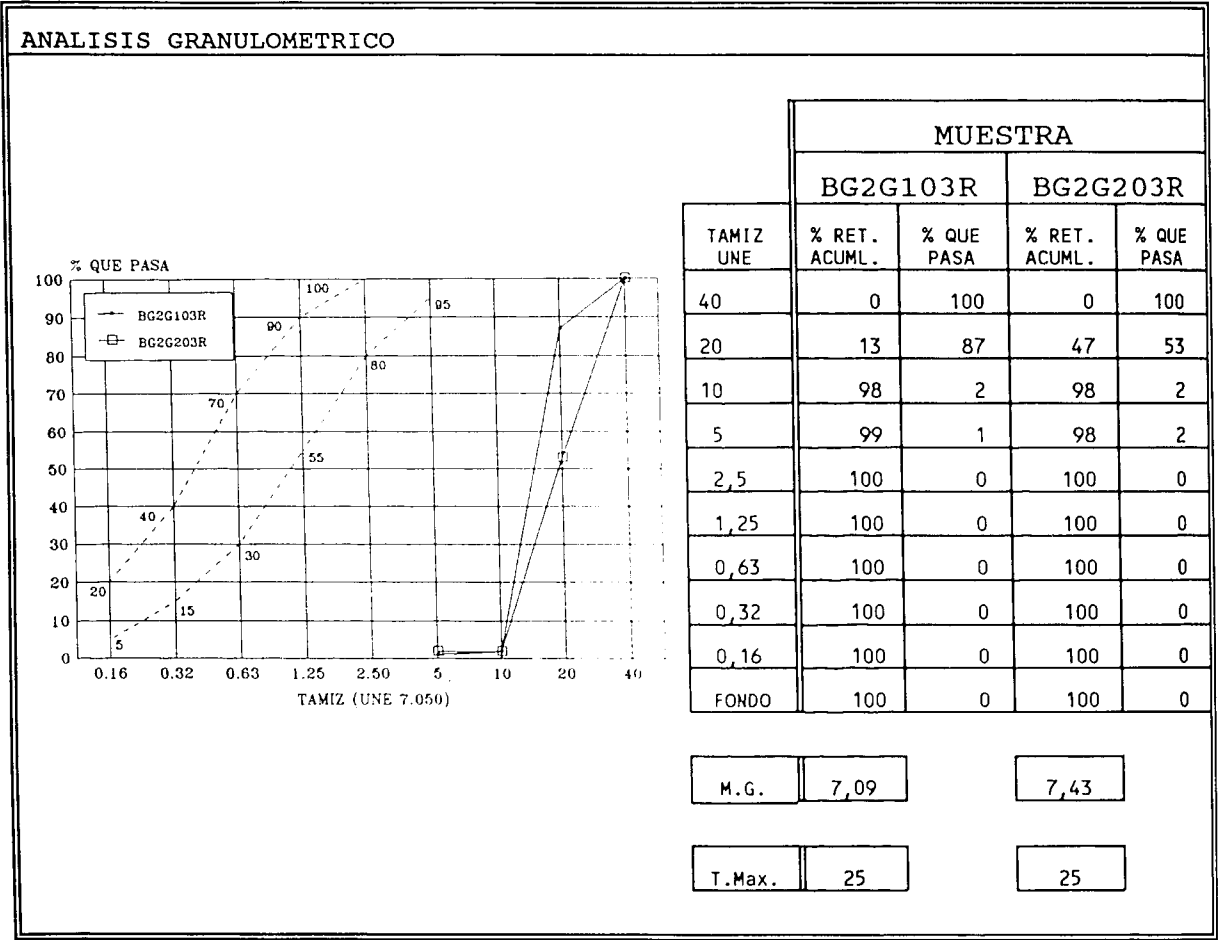 ANALISIS GRANULOMETRICO
% QUE PASA
100
90
80
70
60
50
40
30
20
10
0
BG2G103R
BG2G203R
100
95
90
80
70
55
40
30
20
15
5
0.16 0.32 0.63 1.25 2.50 5 10 20 40
TAMIZ (UNE 7.050)
MUESTRA
BG2G103R BG2G203R
TAMIZ UNE % RET. ACUML. % QUE PASA % RET. ACUML. % QUE PASA
40 0 100 0 100
20 13 87 47 53
10 98 2 98 2
5 99 1 98 2
2,5 100 0 100 0
1,25 100 0 100 0
0,63 100 0 100 0
0,32 100 0 100 0
0,16 100 0 100 0
FONDO 100 0 100 0
M.G. 7,09 7,43
T.Max. 25 25